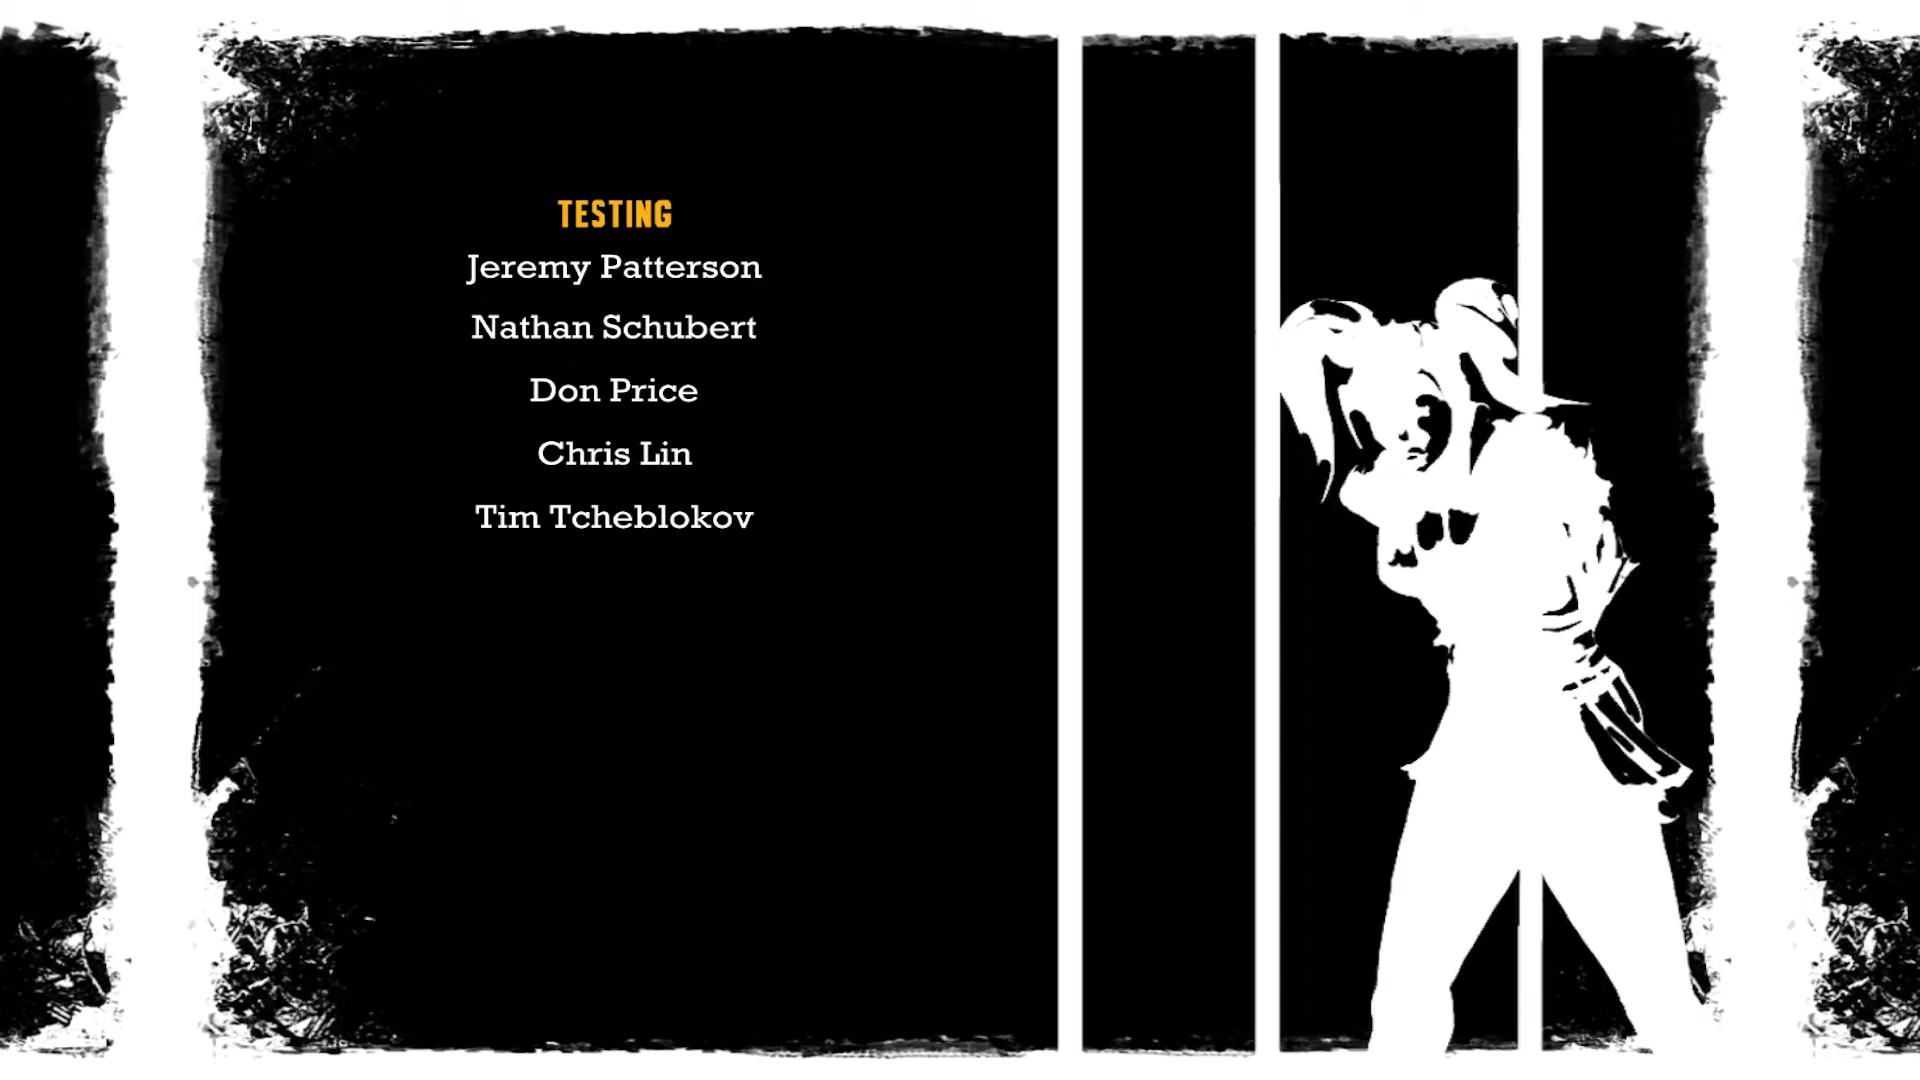 TESTING
Jeremy Patterson
Nathan Schubert
Don Price
Chris Lin
Tim Tcheblokov